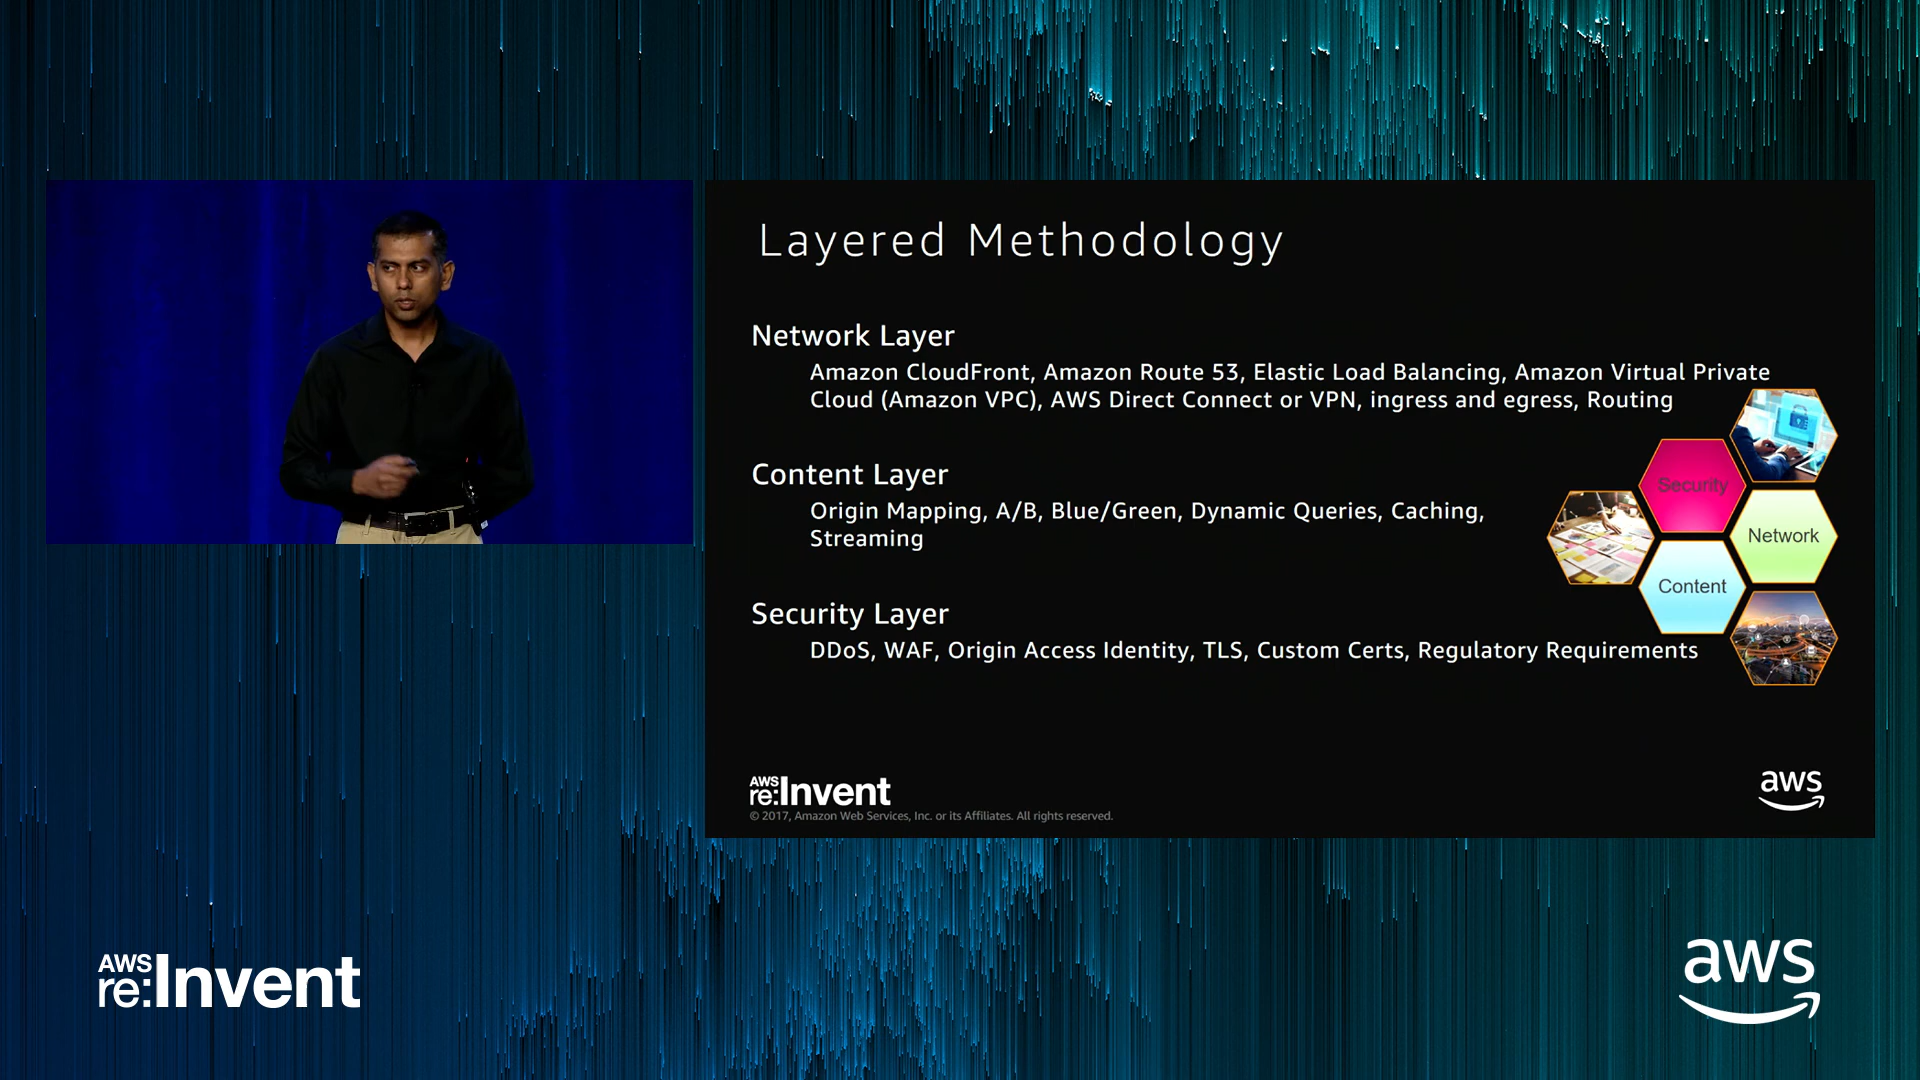 Layered Methodology
Network Layer
Amazon CloudFront, Amazon Route 53, Elastic Load Balancing, Amazon Virtual Private
Cloud (Amazon VPC), AWS Direct Connect or VPN, ingress and egress, Routing
Content Layer
Origin Mapping, A/B, Blue/Green, Dynamic Queries, Caching,
Streaming
Security Layer
DDoS, WAF, Origin Access Identity, TLS, Custom Certs, Regulatory Requirements
Security
Network
Content
AWS
re:Invent
© 2017, Amazon Web Services, Inc. or its Affiliates. All rights reserved.
aws
AWS
re:Invent
aws